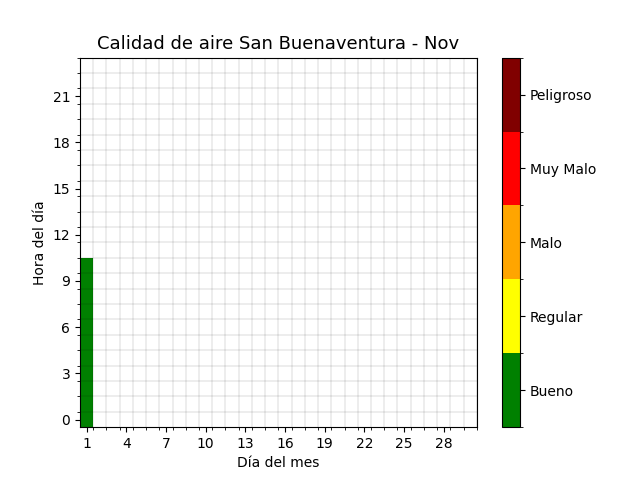 Calidad de aire San Buenaventura - Nov
Hora del día
21
18
15
12
9
6
3
0
1 4 7 10 13 16 19 22 25 28
Día del mes
Peligroso
Muy Malo
Malo
Regular
Bueno